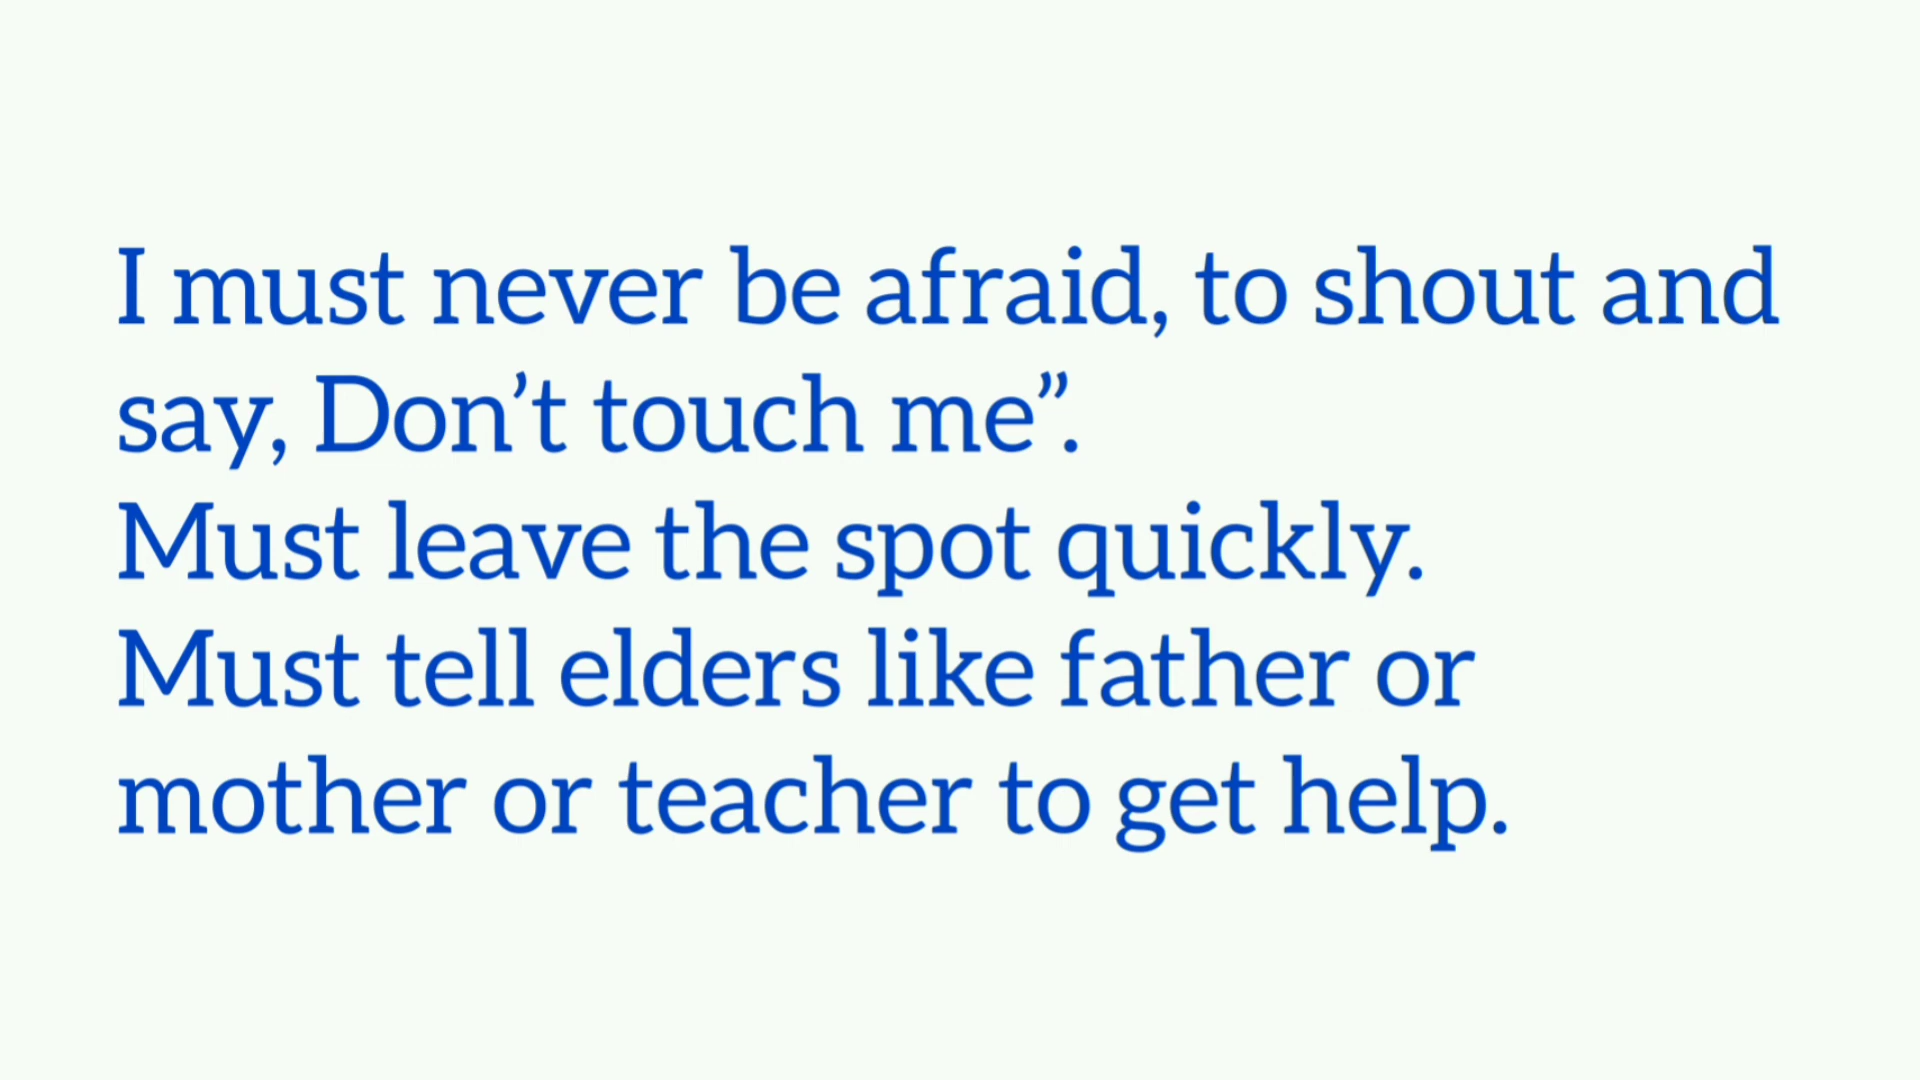 I must never be afraid, to shout and
say, Don’t touch me”.
Must leave the spot quickly.
Must tell elders like father or
mother or teacher to get help.